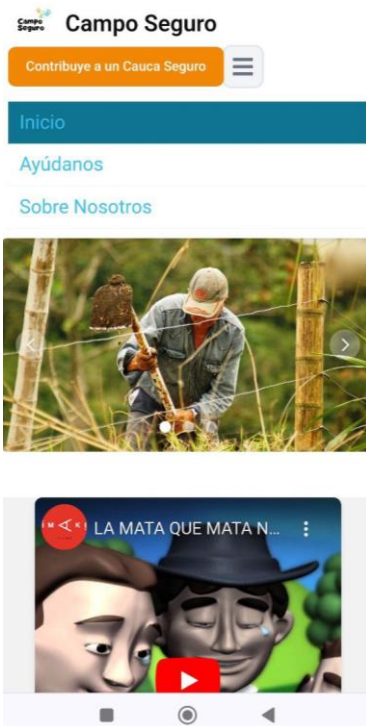 Campo
Seguro
Campo Seguro
Contribuye a un Cauca Seguro
Inicio
Ayúdanos
Sobre Nosotros
LA MATA QUE MATA N...